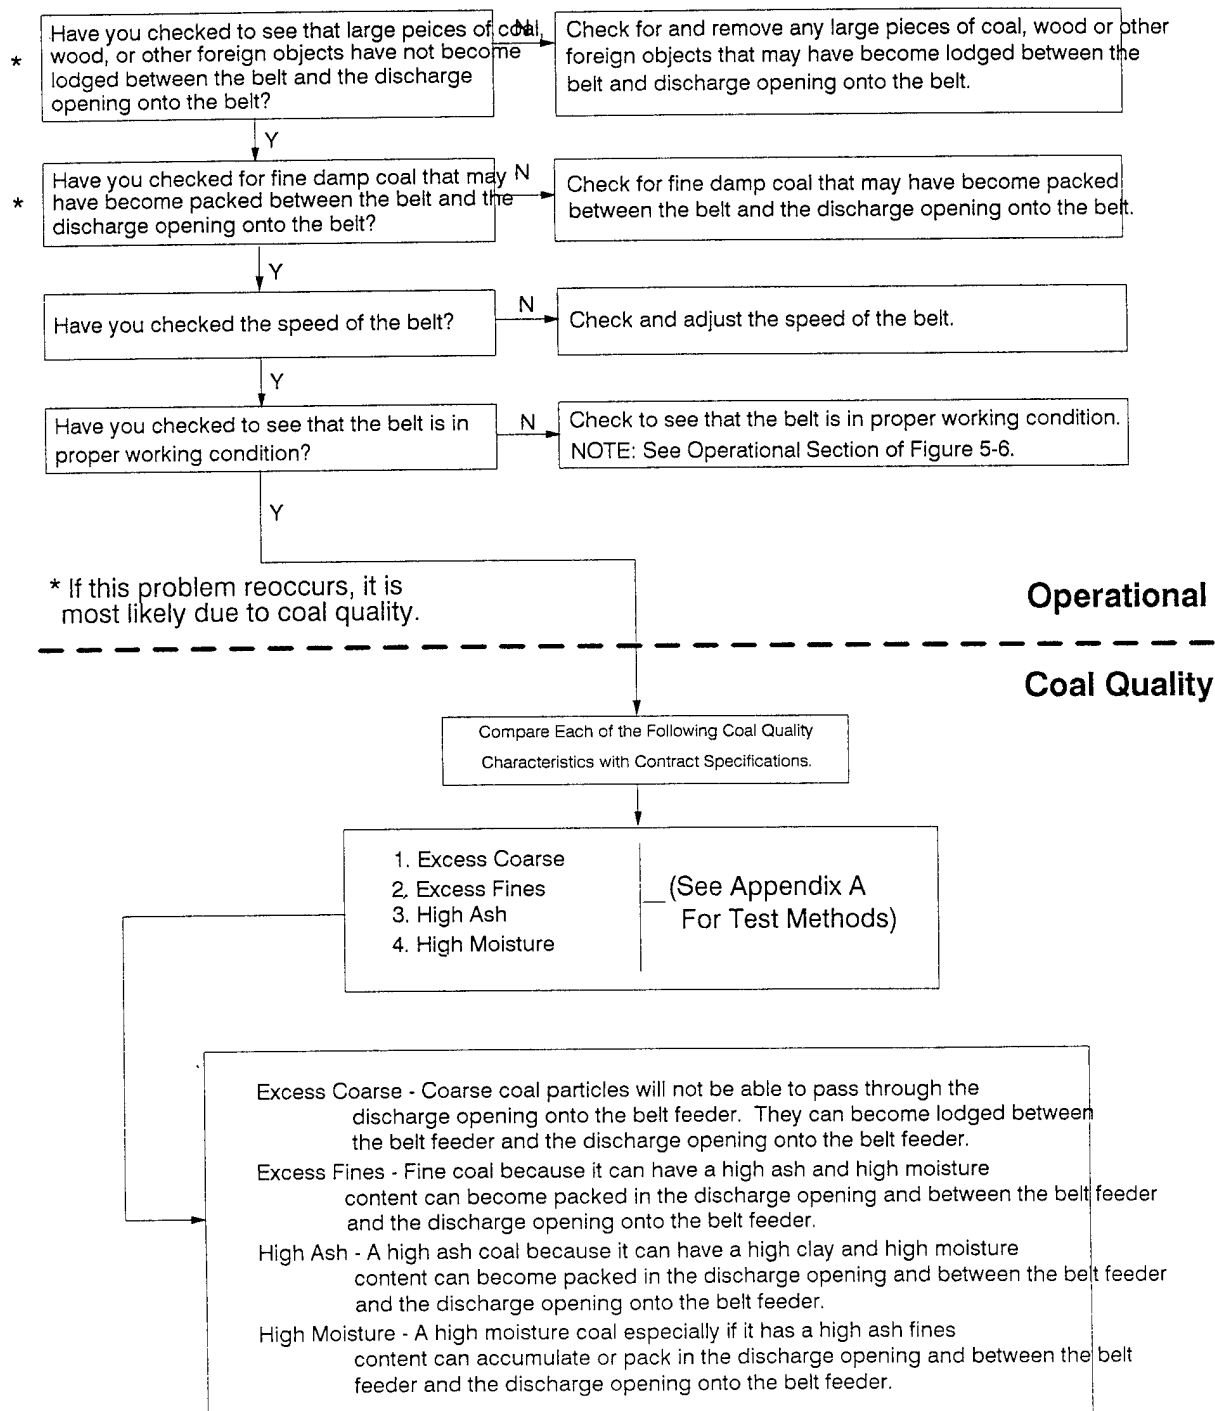 Have you checked to see that large peices of coal,
wood, or other foreign objects have not become
lodged between the belt and the discharge
opening onto the belt?
*
N
Check for and remove any large pieces of coal, wood or other
foreign objects that may have become lodged between the
belt and discharge opening onto the belt.
Y
Have you checked for fine damp coal that may
have become packed between the belt and the
discharge opening onto the belt?
*
N
Check for fine damp coal that may have become packed
between the belt and the discharge opening onto the belt.
Y
Have you checked the speed of the belt?
N
Check and adjust the speed of the belt.
Y
Have you checked to see that the belt is in
proper working condition?
N
Check to see that the belt is in proper working condition.
NOTE: See Operational Section of Figure 5-6.
Y
* If this problem reoccurs, it is
most likely due to coal quality.
Operational
Coal Quality
Compare Each of the Following Coal Quality
Characteristics with Contract Specifications.
1. Excess Coarse
2. Excess Fines
3. High Ash
4. High Moisture
(See Appendix A
For Test Methods)
Excess Coarse - Coarse coal particles will not be able to pass through the
discharge opening onto the belt feeder. They can become lodged between
the belt feeder and the discharge opening onto the belt feeder.
Excess Fines - Fine coal because it can have a high ash and high moisture
content can become packed in the discharge opening and between the belt feeder
and the discharge opening onto the belt feeder.
High Ash - A high ash coal because it can have a high clay and high moisture
content can become packed in the discharge opening and between the belt feeder
and the discharge opening onto the belt feeder.
High Moisture - A high moisture coal especially if it has a high ash fines
content can accumulate or pack in the discharge opening and between the belt
feeder and the discharge opening onto the belt feeder.